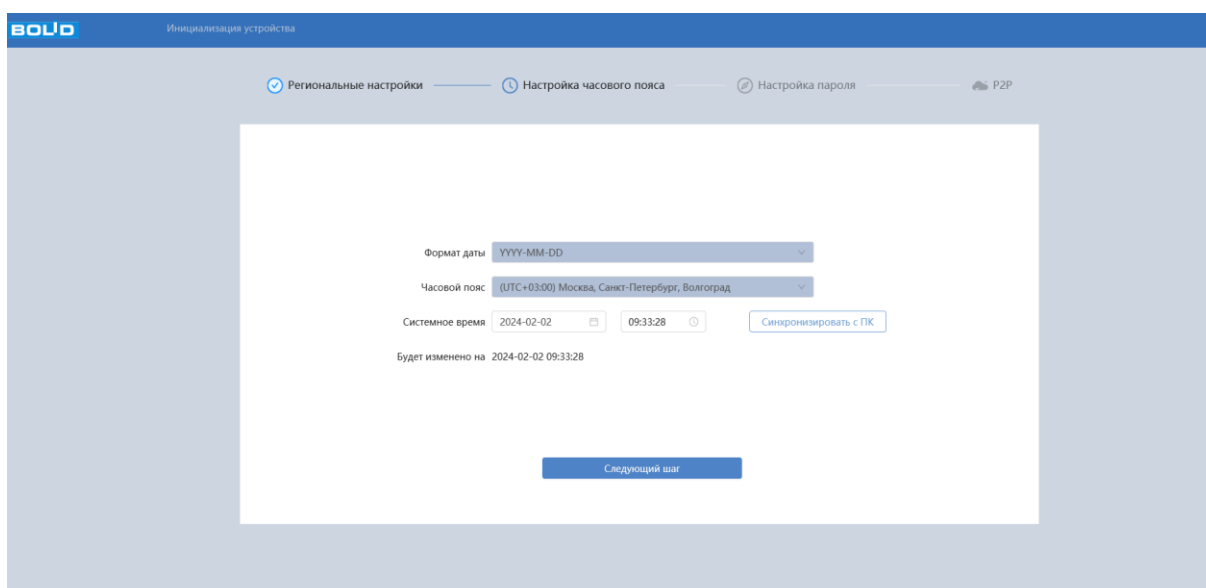 BOLID Инициализация устройства
Региональные настройки Настройка часового пояса Настройка пароля P2P
Формат даты YYYY-MM-DD
Часовой пояс (UTC+03:00) Москва, Санкт-Петербург, Волгоград
Системное время 2024-02-02 09:33:28 Синхронизировать с ПК
Будет изменено на 2024-02-02 09:33:28
Следующий шаг